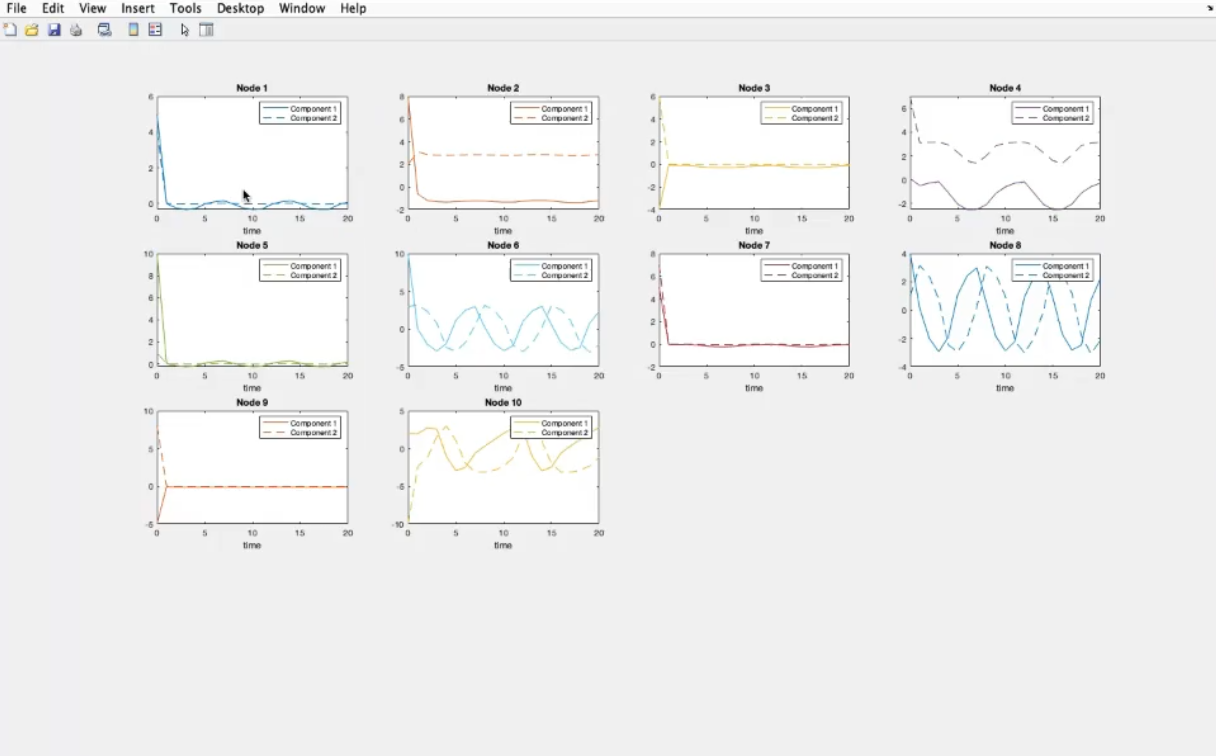 File Edit View Insert Tools Desktop Window Help
Node 1
6
4
2
0
0 5 10 15 20
time
Component 1
Component 2
Node 2
8
6
4
2
0
-2
0 5 10 15 20
time
Component 1
Component 2
Node 3
6
4
2
0
-2
-4
0 5 10 15 20
time
Component 1
Component 2
Node 4
6
4
2
0
-2
0 5 10 15 20
time
Component 1
Component 2
Node 5
10
8
6
4
2
0
0 5 10 15 20
time
Component 1
Component 2
Node 6
10
5
0
-5
0 5 10 15 20
time
Component 1
Component 2
Node 7
8
6
4
2
0
-2
0 5 10 15 20
time
Component 1
Component 2
Node 8
4
2
0
-2
-4
0 5 10 15 20
time
Component 1
Component 2
Node 9
10
5
0
-5
0 5 10 15 20
time
Component 1
Component 2
Node 10
5
0
-5
-10
0 5 10 15 20
time
Component 1
Component 2